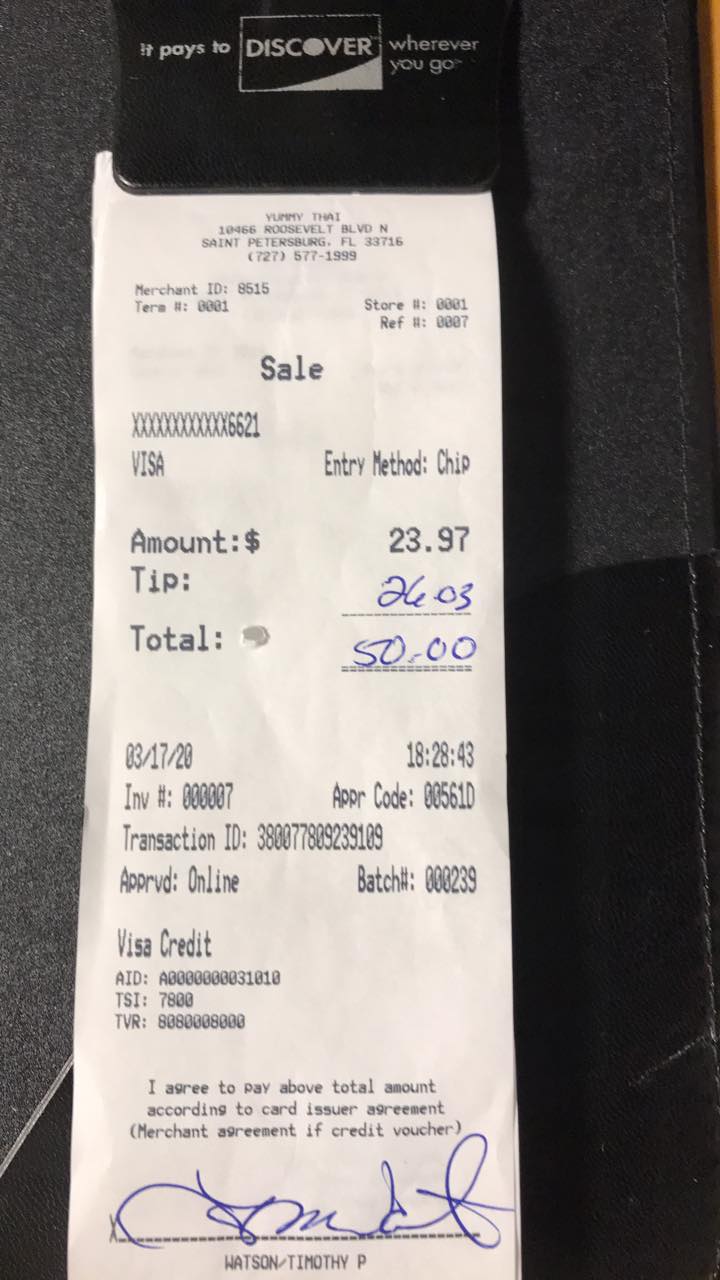 It pays to DISCOVER wherever
you go
YUMMY THAI
10466 ROOSEVELT BLVD N
SAINT PETERSBURG, FL 33716
(727) 577-1999
Merchant ID: 8515
Term #: 0001 Store #: 0001
Ref #: 0007
Sale
XXXXXXXXXXXX6621
VISA Entry Method: Chip
Amount:$ 23.97
Tip: 26.03
Total: 50.00
03/17/20 18:28:43
Inv #: 000007 Appr Code: 00561D
Transaction ID: 380077809239109
Apprvd: Online Batch#: 000239
Visa Credit
AID: A0000000031010
TSI: 7800
TVR: 8080008000
I agree to pay above total amount
according to card issuer agreement
(Merchant agreement if credit voucher)
X
WATSON/TIMOTHY P